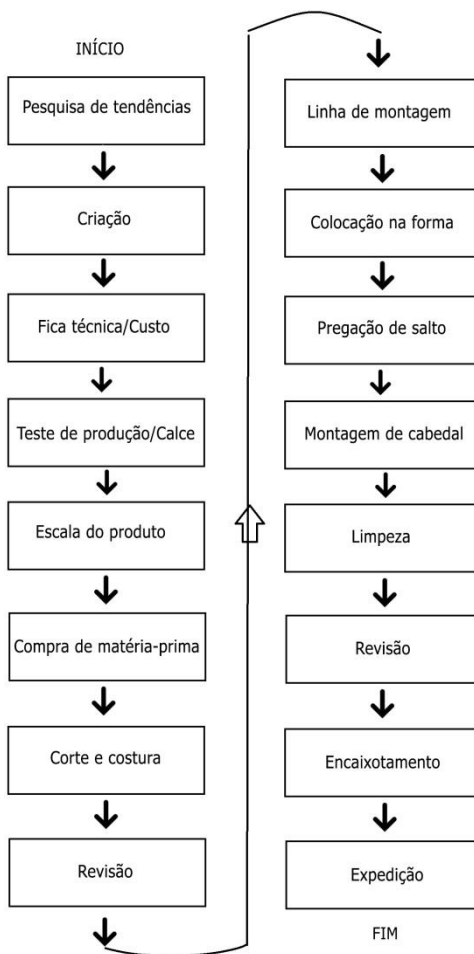 INÍCIO
Pesquisa de tendências
Criação
Fica técnica/Custo
Teste de produção/Calce
Escala do produto
Compra de matéria-prima
Corte e costura
Revisão
Linha de montagem
Colocação na forma
Pregação de salto
Montagem de cabedal
Limpeza
Revisão
Encaixotamento
Expedição
FIM